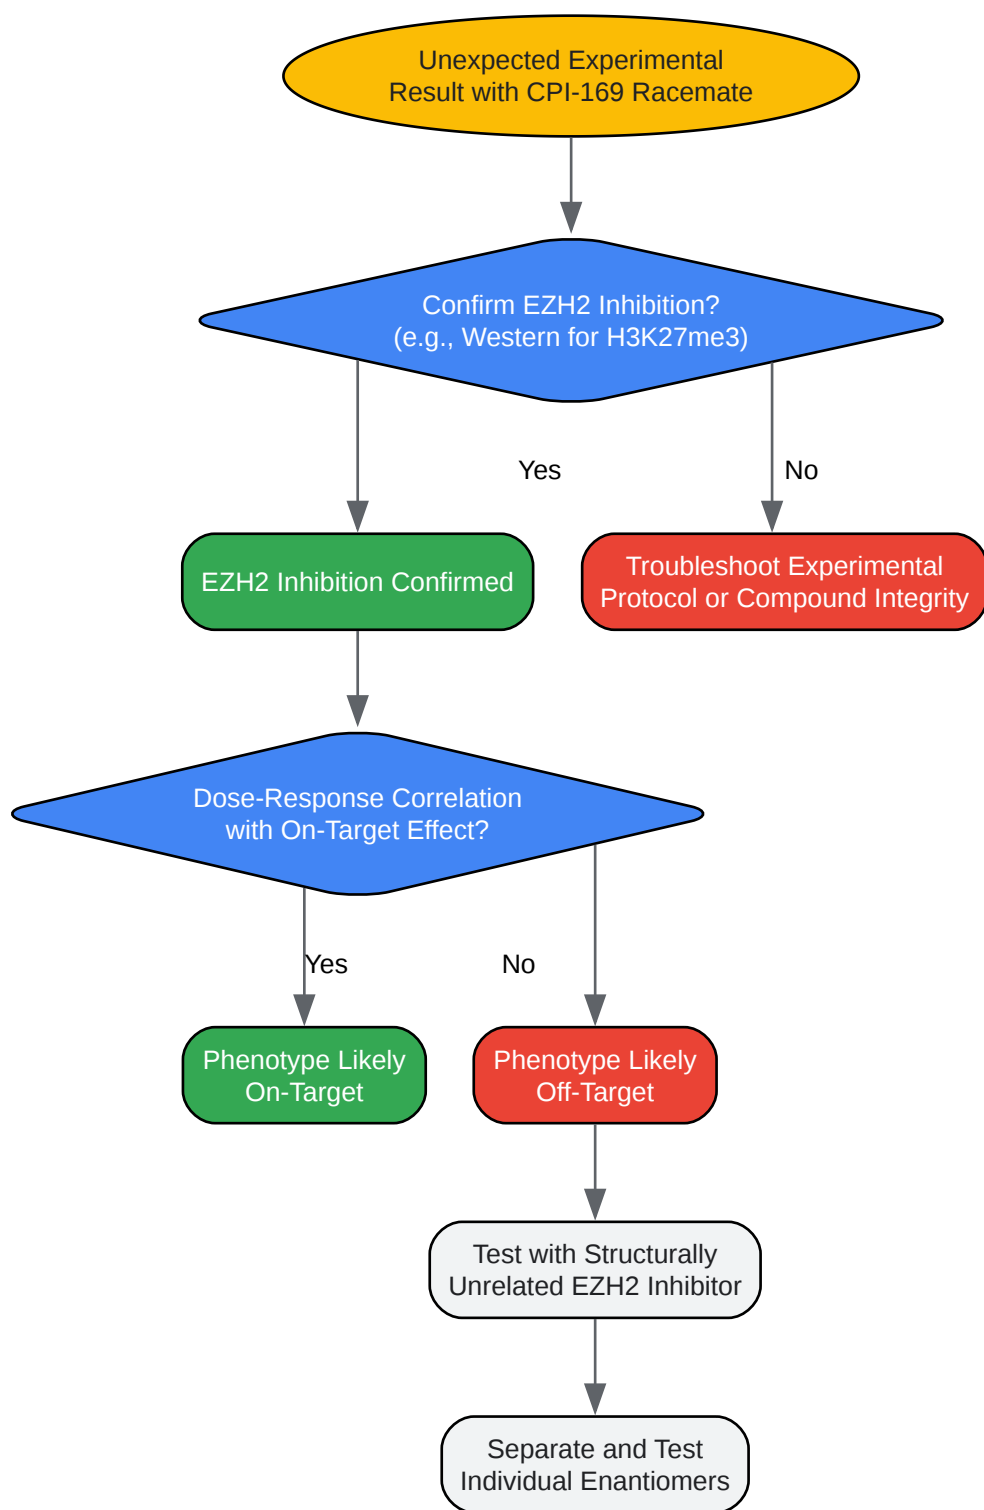 Unexpected Experimental
Result with CPI-169 Racemate
Confirm EZH2 Inhibition?
(e.g., Western for H3K27me3)
Yes
No
EZH2 Inhibition Confirmed
Troubleshoot Experimental
Protocol or Compound Integrity
Dose-Response Correlation
with On-Target Effect?
Yes
No
Phenotype Likely
On-Target
Phenotype Likely
Off-Target
Test with Structurally
Unrelated EZH2 Inhibitor
Separate and Test
Individual Enantiomers